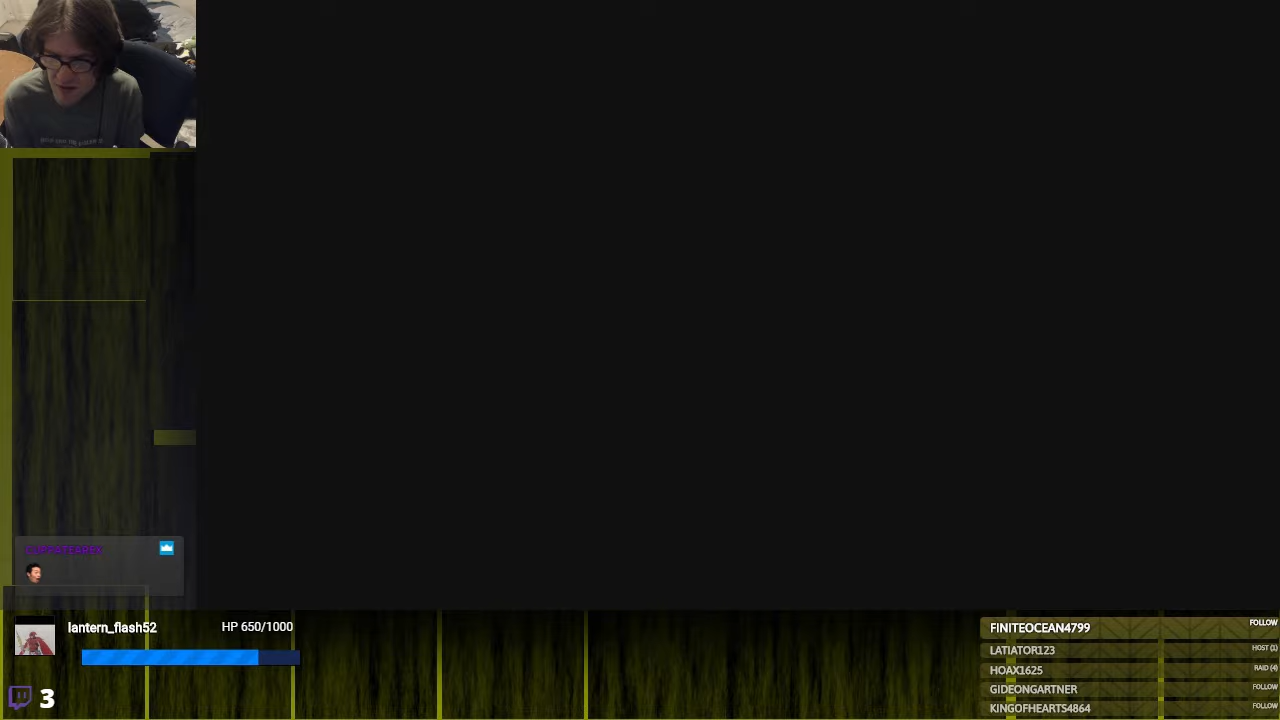 lantern_flash52
HP 650/1000
3
FINITEOCEAN4799 FOLLOW
LATIATOR123 HOST (1)
HOAX1625 RAID (4)
GIDEONGARTNER FOLLOW
KINGOFHEARTS4864 FOLLOW